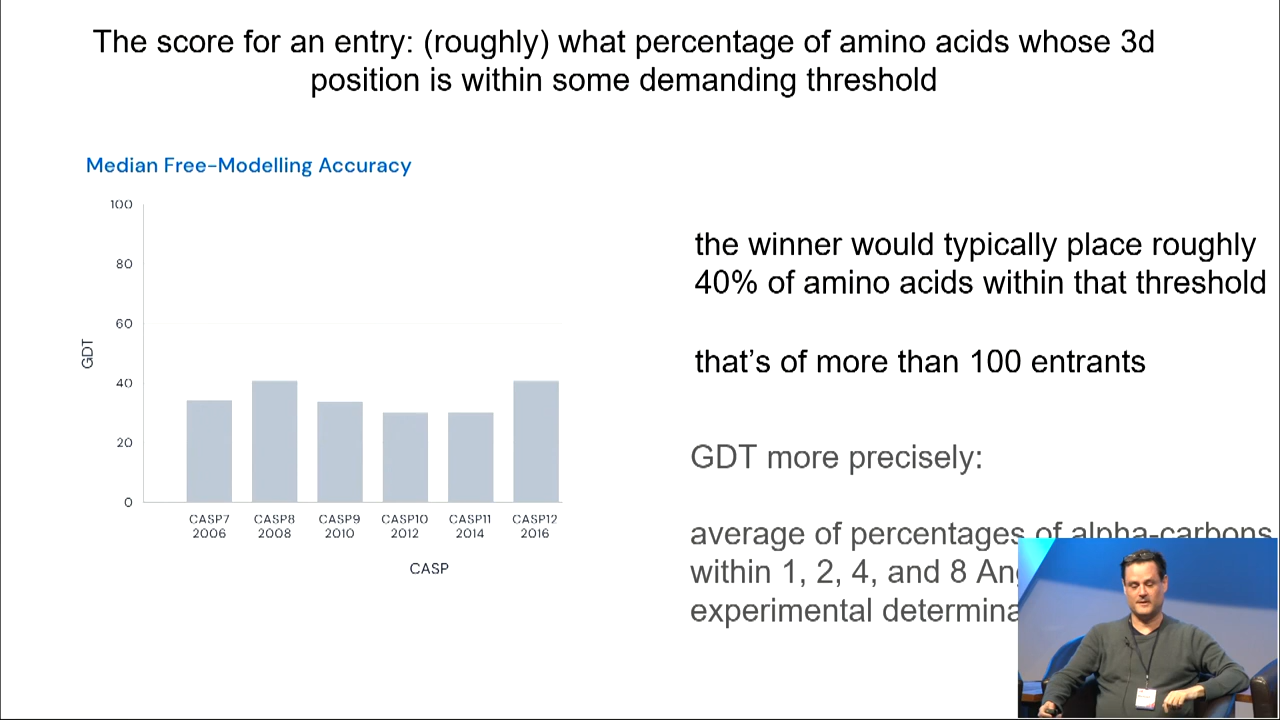 The score for an entry: (roughly) what percentage of amino acids whose 3d
position is within some demanding threshold
Median Free-Modelling Accuracy
100
80
60
40
20
0
GDT
CASP7
2006
CASP8
2008
CASP9
2010
CASP10
2012
CASP11
2014
CASP12
2016
CASP
the winner would typically place roughly
40% of amino acids within that threshold
that's of more than 100 entrants
GDT more precisely:
average of percentages of alpha-carbons
within 1, 2, 4, and 8
experimental